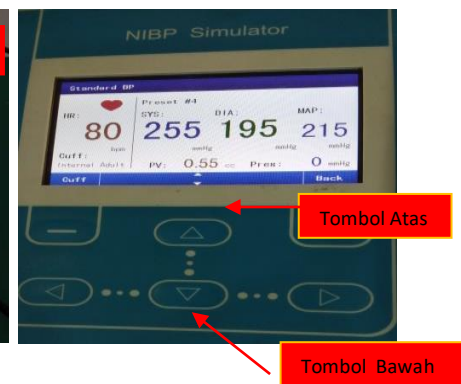 NIBP Simulator
Standard BP
Preset #4
HR: SYS: DIA: MAP:
80 255 195 215
bpm mmHg mmHg mmHg
Cuff:
Internal Adult PV: 0.55 cc Pres: 0 mmHg
Cuff Back
Tombol Atas
Tombol Bawah